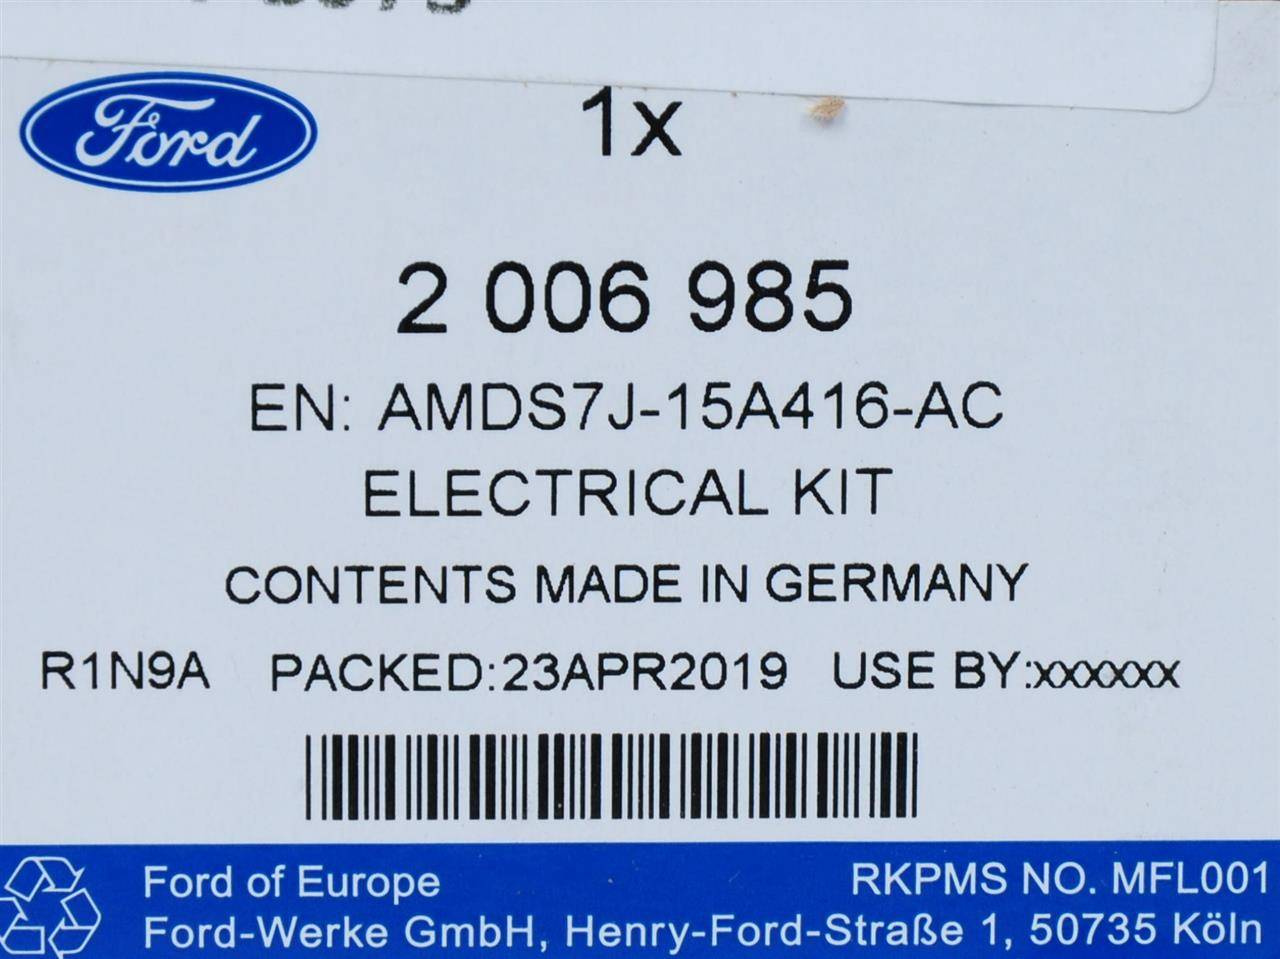 Ford
1x
2 006 985
EN: AMDS7J-15A416-AC
ELECTRICAL KIT
CONTENTS MADE IN GERMANY
R1N9A PACKED:23APR2019 USE BY:xxxxxx
Ford of Europe
RKPMS NO. MFL001
Ford-Werke GmbH, Henry-Ford-Straße 1, 50735 Köln